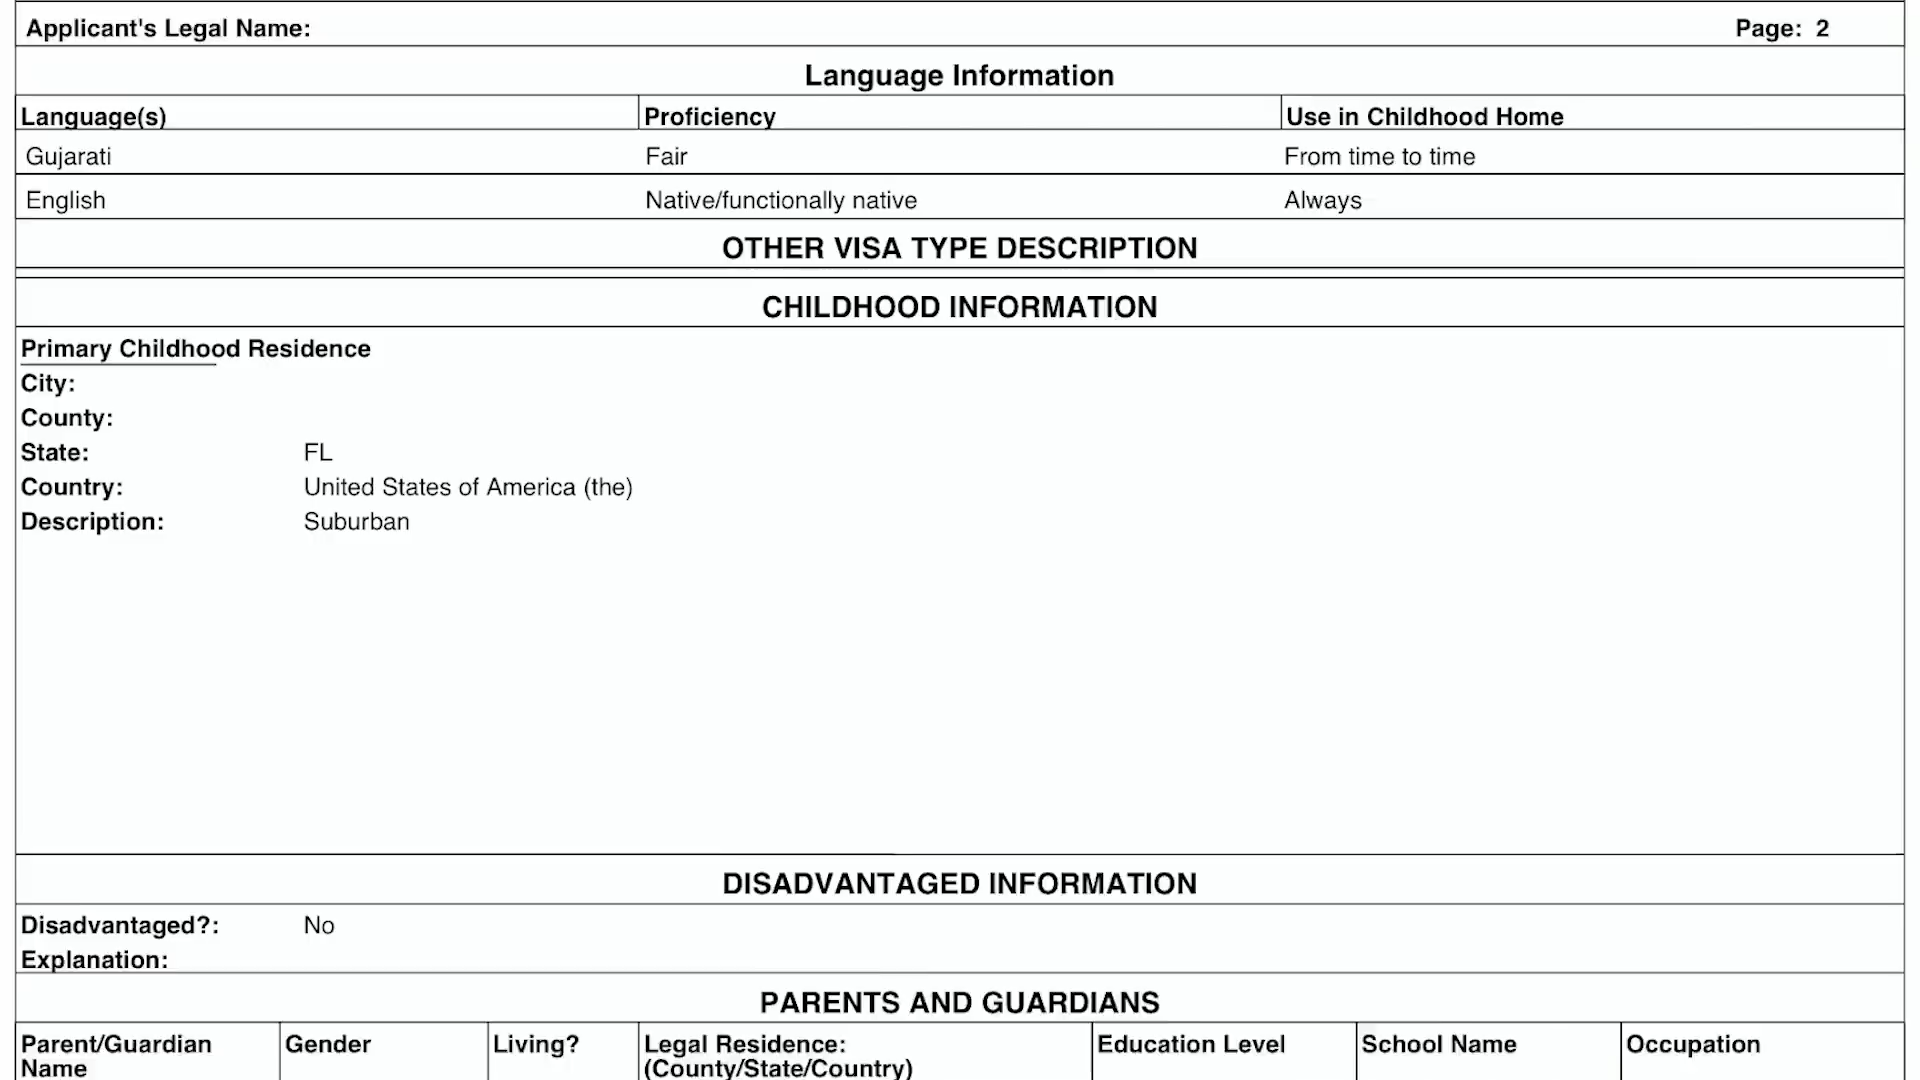 Applicant's Legal Name: Page: 2
Language Information
Language(s) Proficiency Use in Childhood Home
Gujarati Fair From time to time
English Native/functionally native Always
OTHER VISA TYPE DESCRIPTION
CHILDHOOD INFORMATION
Primary Childhood Residence
City:
County:
State: FL
Country: United States of America (the)
Description: Suburban
DISADVANTAGED INFORMATION
Disadvantaged?: No
Explanation:
PARENTS AND GUARDIANS
Parent/Guardian Gender Living? Legal Residence: Education Level School Name Occupation
Name (County/State/Country)